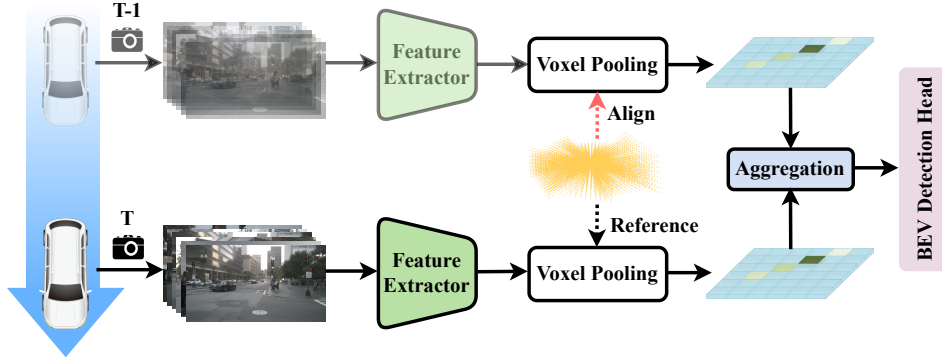 T-1
Feature
Extractor
Voxel Pooling
Align
Aggregation
BEV Detection Head
T
Reference
Feature
Extractor
Voxel Pooling